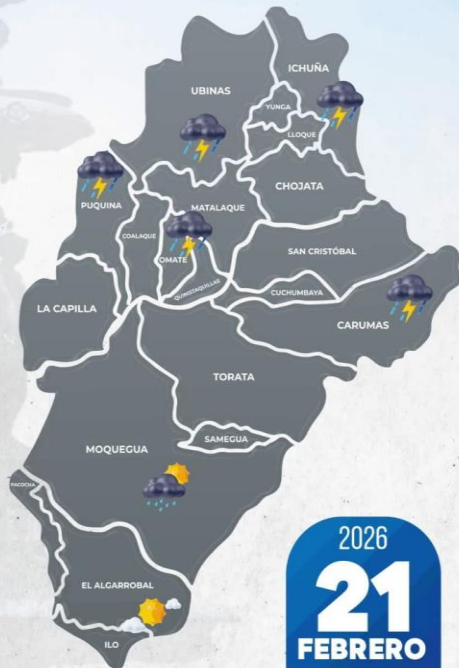 ICHUÑA
UBINAS
YUNGA
LLOQUE
CHOJATA
PUQUINA
MATALAQUE
COALAQUE
OMATE
SAN CRISTÓBAL
QUINISTAQUILLAS
CUCHUMBAYA
LA CAPILLA
CARUMAS
TORATA
SAMEGUA
MOQUEGUA
PACOCHA
EL ALGARROBAL
ILO
2026
21
FEBRERO